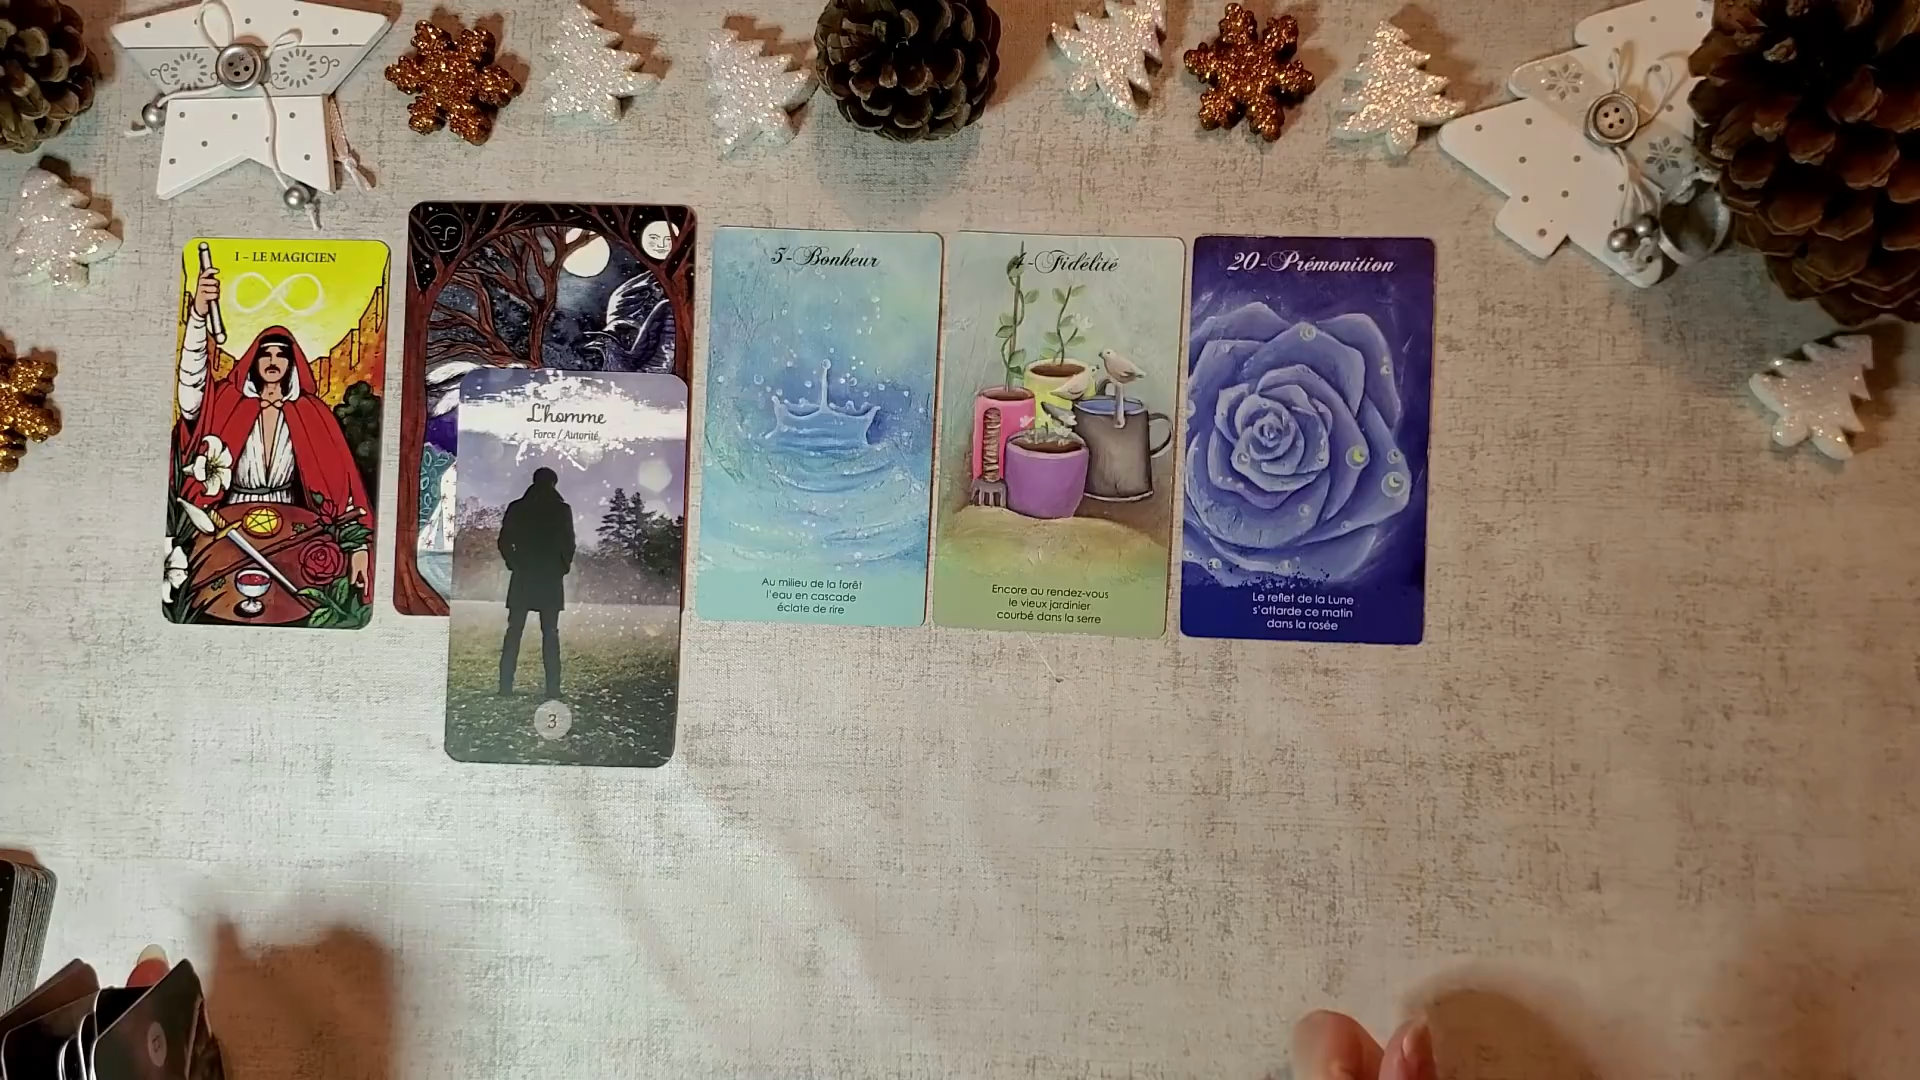 I - LE MAGICIEN
L'homme
Force / Autorité
3
5-Bonheur
Au milieu de la forêt
l'eau en cascade
éclate de rire
4-Fidélité
Encore au rendez-vous
le vieux jardinier
courbé dans la serre
20-Prémonition
Le reflet de la Lune
s'attarde ce matin
dans la rosée